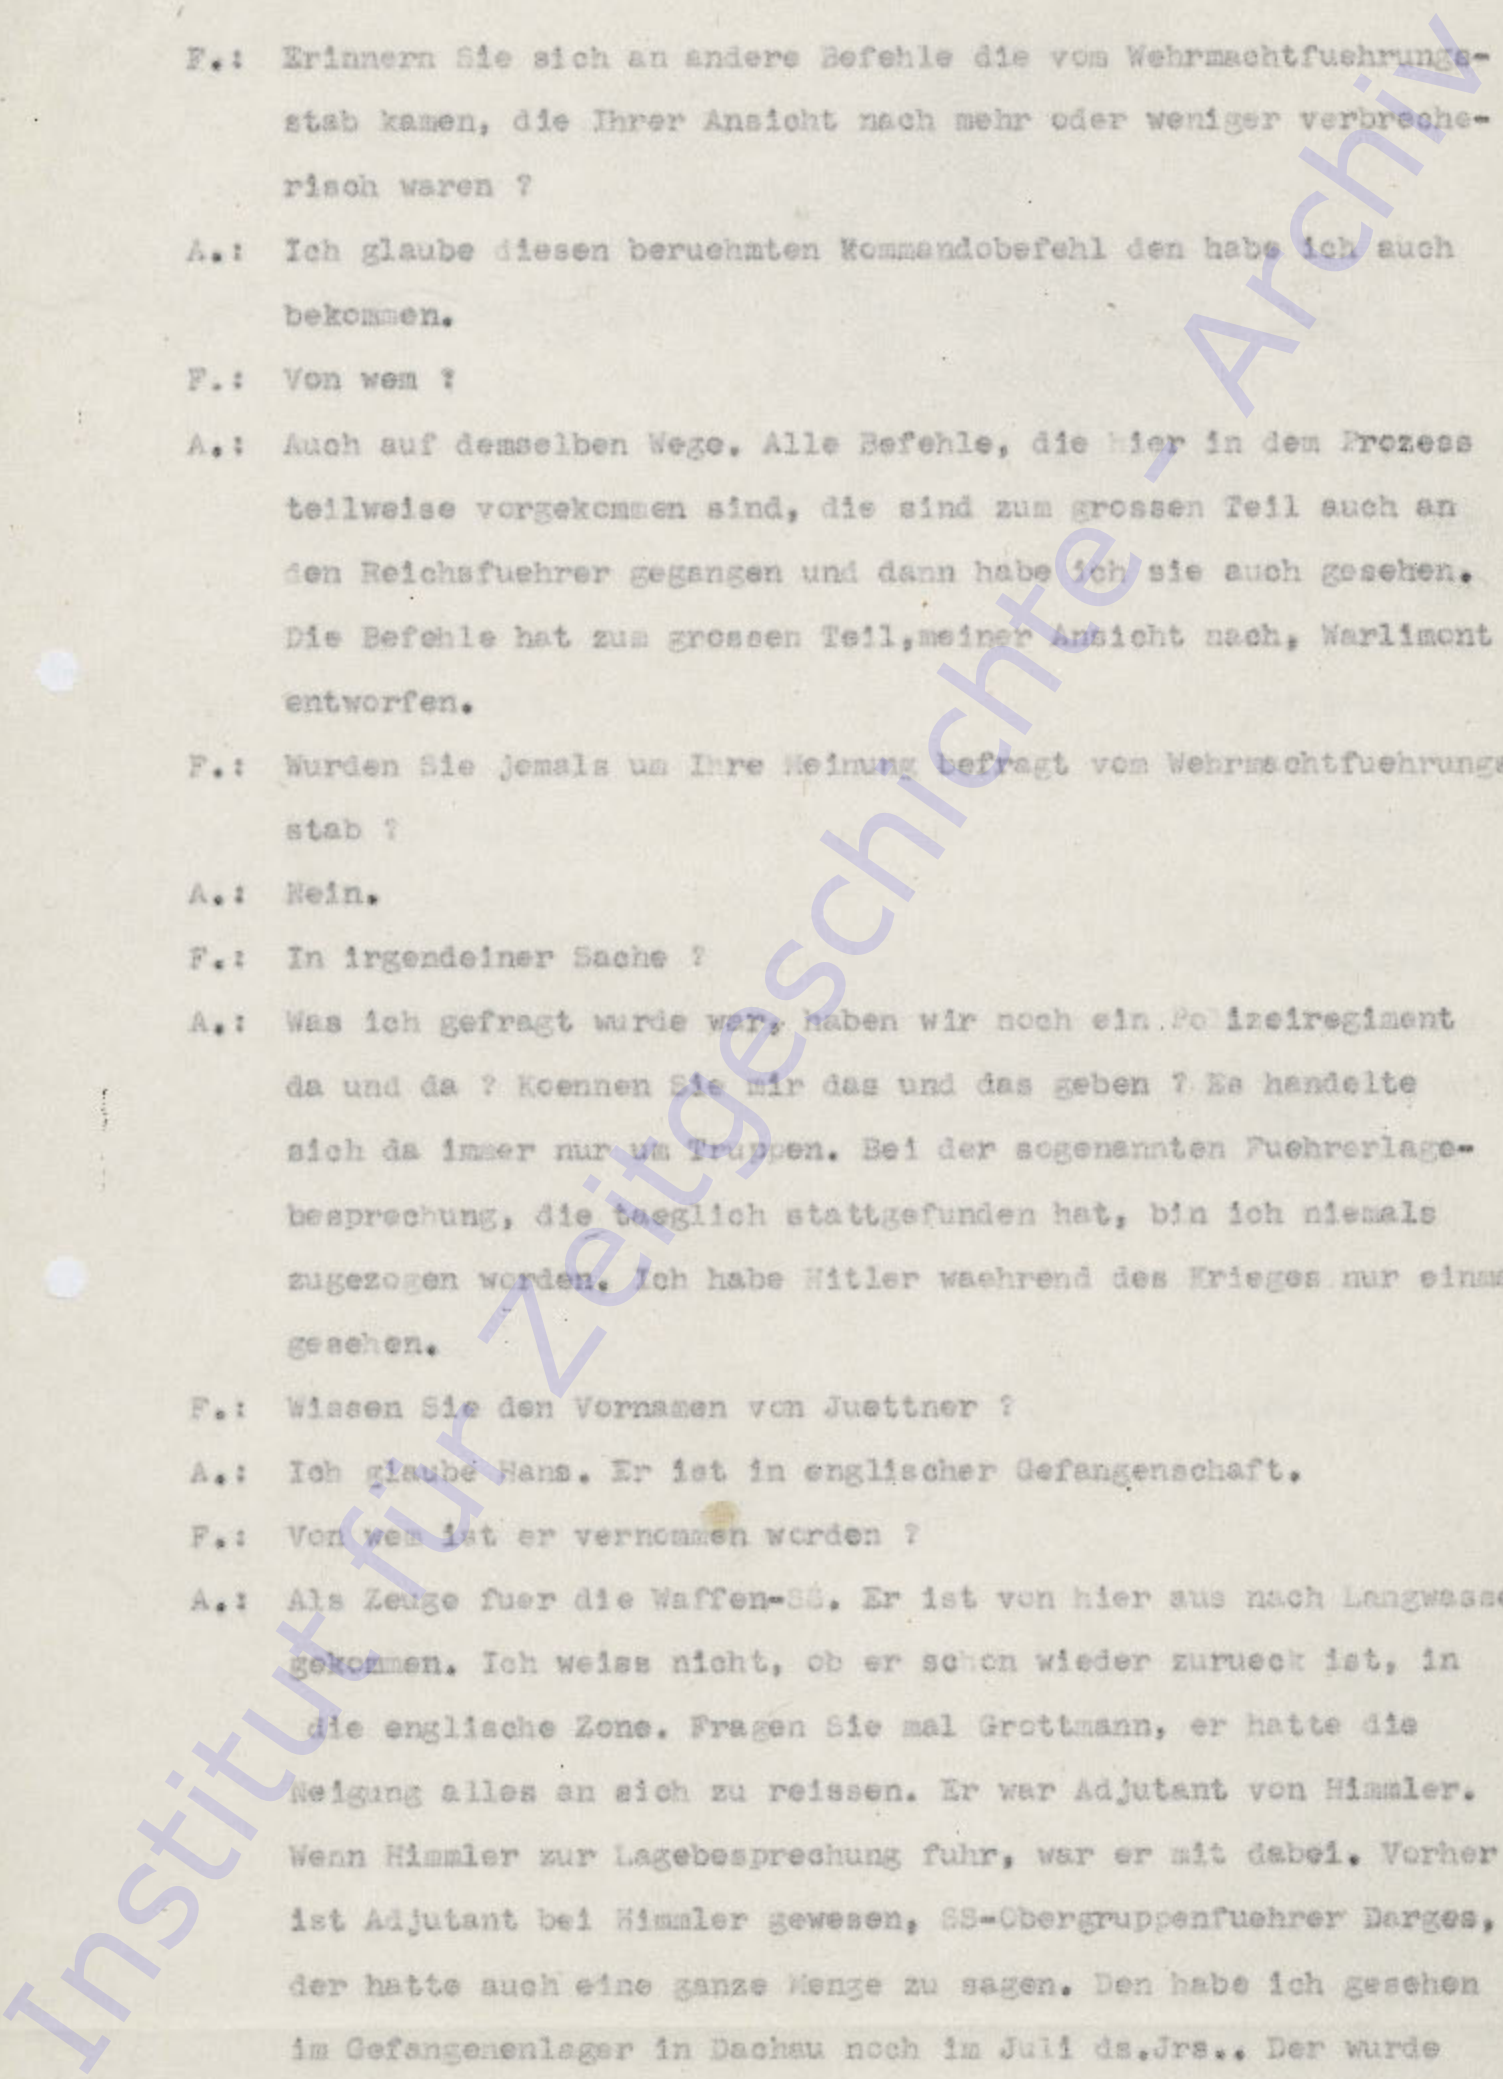 F.: Erinnern Sie sich an andere Befehle die vom Wehrmachtfuehrungs-
stab kamen, die Ihrer Ansicht nach mehr oder weniger verbreche-
risch waren ?
A.: Ich glaube diesen beruehmten Kommandobefehl den habe ich auch
bekommen.
F.: Von wem ?
A.: Auch auf demselben Wege. Alle Befehle, die hier in dem Prozess
teilweise vorgekommen sind, die sind zum grossen Teil auch an
den Reichsfuehrer gegangen und dann habe ich sie auch gesehen.
Die Befehle hat zum grossen Teil,meiner Ansicht nach, Warlimont
entworfen.
F.: Wurden Sie jemals um Ihre Meinung befragt vom Wehrmachtfuehrungs
stab ?
A.: Nein.
F.: In irgendeiner Sache ?
A.: Was ich gefragt wurde war, haben wir noch ein Polizeiregiment
da und da ? Koennen Sie mir das und das geben ? Es handelte
sich da immer nur um Truppen. Bei der sogenannten Fuehrerlage-
besprechung, die taeglich stattgefunden hat, bin ich niemals
zugezogen worden. Ich habe Hitler waehrend des Krieges nur einm
gesehen.
F.: Wissen Sie den Vornamen von Juettner ?
A.: Ich glaube Hans. Er ist in englischer Gefangenschaft.
F.: Von wem ist er vernommen worden ?
A.: Als Zeuge fuer die Waffen-SS. Er ist von hier aus nach Langwasse
gekommen. Ich weiss nicht, ob er schon wieder zurueck ist, in
die englische Zone. Fragen Sie mal Grottmann, er hatte die
Neigung alles an sich zu reissen. Er war Adjutant von Himmler.
Wenn Himmler zur Lagebesprechung fuhr, war er mit dabei. Vorher
ist Adjutant bei Himmler gewesen, SS-Obergruppenfuehrer Darges,
der hatte auch eine ganze Menge zu sagen. Den habe ich gesehen
im Gefangenenlager in Dachau noch im Juli ds.Jrs.. Der wurde
Institut für Zeitgeschichte - Archiv